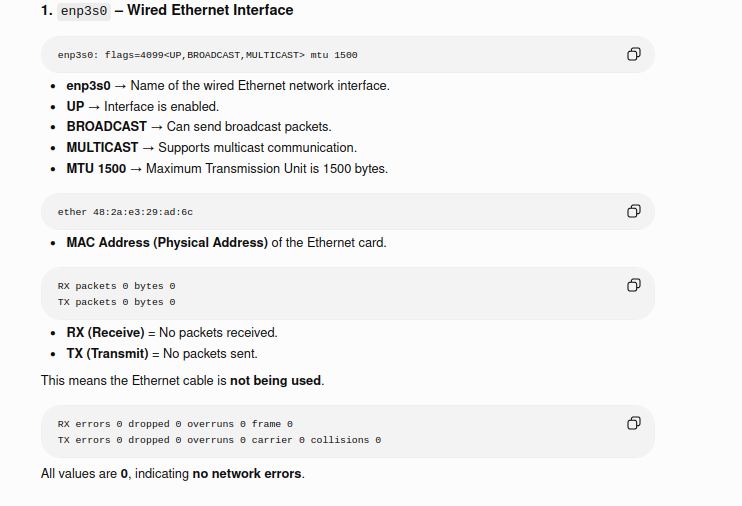 1. enp3s0 – Wired Ethernet Interface
enp3s0: flags=4099<UP,BROADCAST,MULTICAST> mtu 1500
• enp3s0 → Name of the wired Ethernet network interface.
• UP → Interface is enabled.
• BROADCAST → Can send broadcast packets.
• MULTICAST → Supports multicast communication.
• MTU 1500 → Maximum Transmission Unit is 1500 bytes.
ether 48:2a:e3:29:ad:6c
• MAC Address (Physical Address) of the Ethernet card.
RX packets 0 bytes 0
TX packets 0 bytes 0
• RX (Receive) = No packets received.
• TX (Transmit) = No packets sent.
This means the Ethernet cable is not being used.
RX errors 0 dropped 0 overruns 0 frame 0
TX errors 0 dropped 0 overruns 0 carrier 0 collisions 0
All values are 0, indicating no network errors.